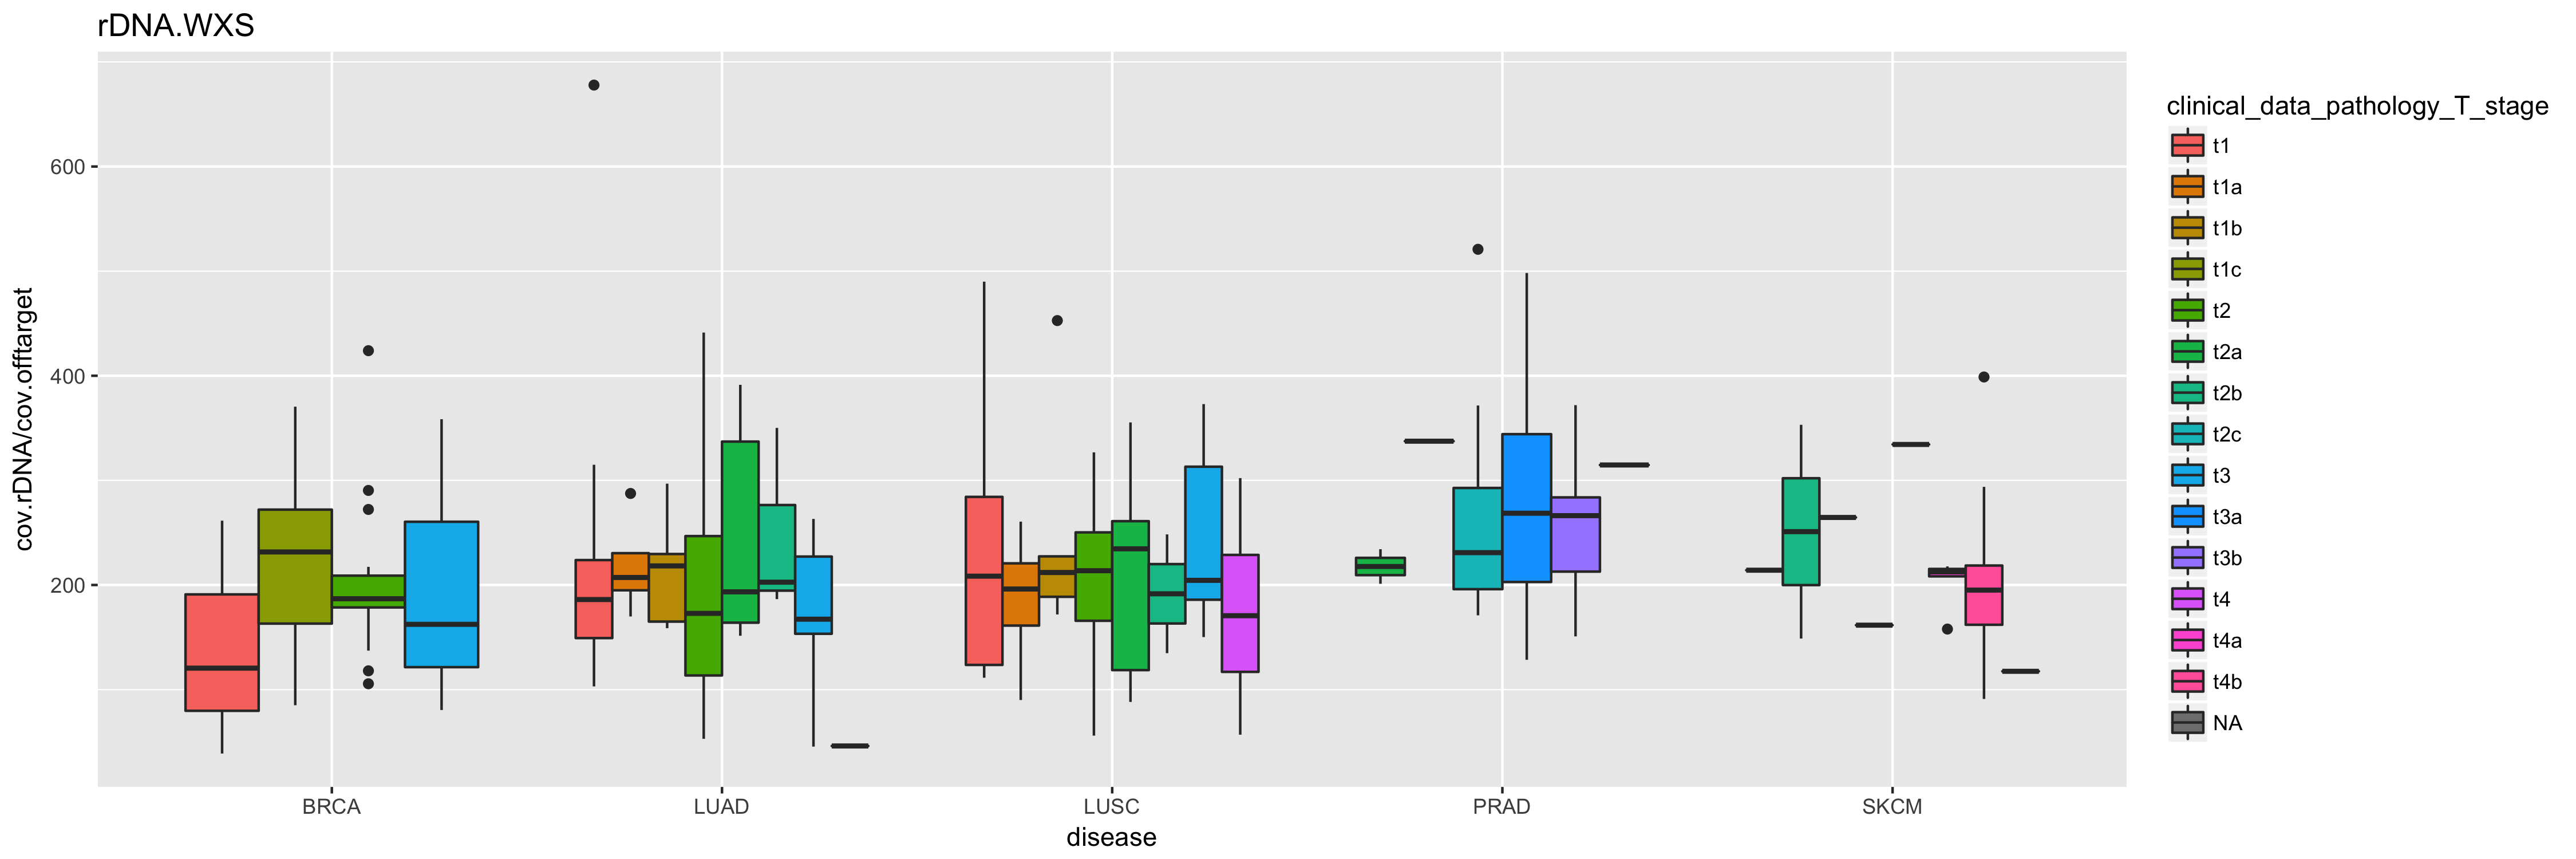 rDNA.WXS
cov.rDNA/cov.offtarget
600
400
200
BRCA
LUAD
LUSC
PRAD
SKCM
disease
clinical_data_pathology_T_stage
t1
t1a
t1b
t1c
t2
t2a
t2b
t2c
t3
t3a
t3b
t4
t4a
t4b
NA